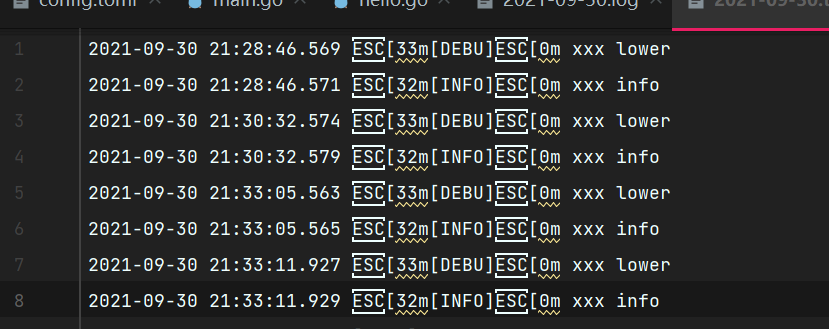 config.toml main.go hello.go 2021-09-30.log 2021-09-30.
1 2021-09-30 21:28:46.569 ESC[33m[DEBU]ESC[0m xxx lower
2 2021-09-30 21:28:46.571 ESC[32m[INFO]ESC[0m xxx info
3 2021-09-30 21:30:32.574 ESC[33m[DEBU]ESC[0m xxx lower
4 2021-09-30 21:30:32.579 ESC[32m[INFO]ESC[0m xxx info
5 2021-09-30 21:33:05.563 ESC[33m[DEBU]ESC[0m xxx lower
6 2021-09-30 21:33:05.565 ESC[32m[INFO]ESC[0m xxx info
7 2021-09-30 21:33:11.927 ESC[33m[DEBU]ESC[0m xxx lower
8 2021-09-30 21:33:11.929 ESC[32m[INFO]ESC[0m xxx info